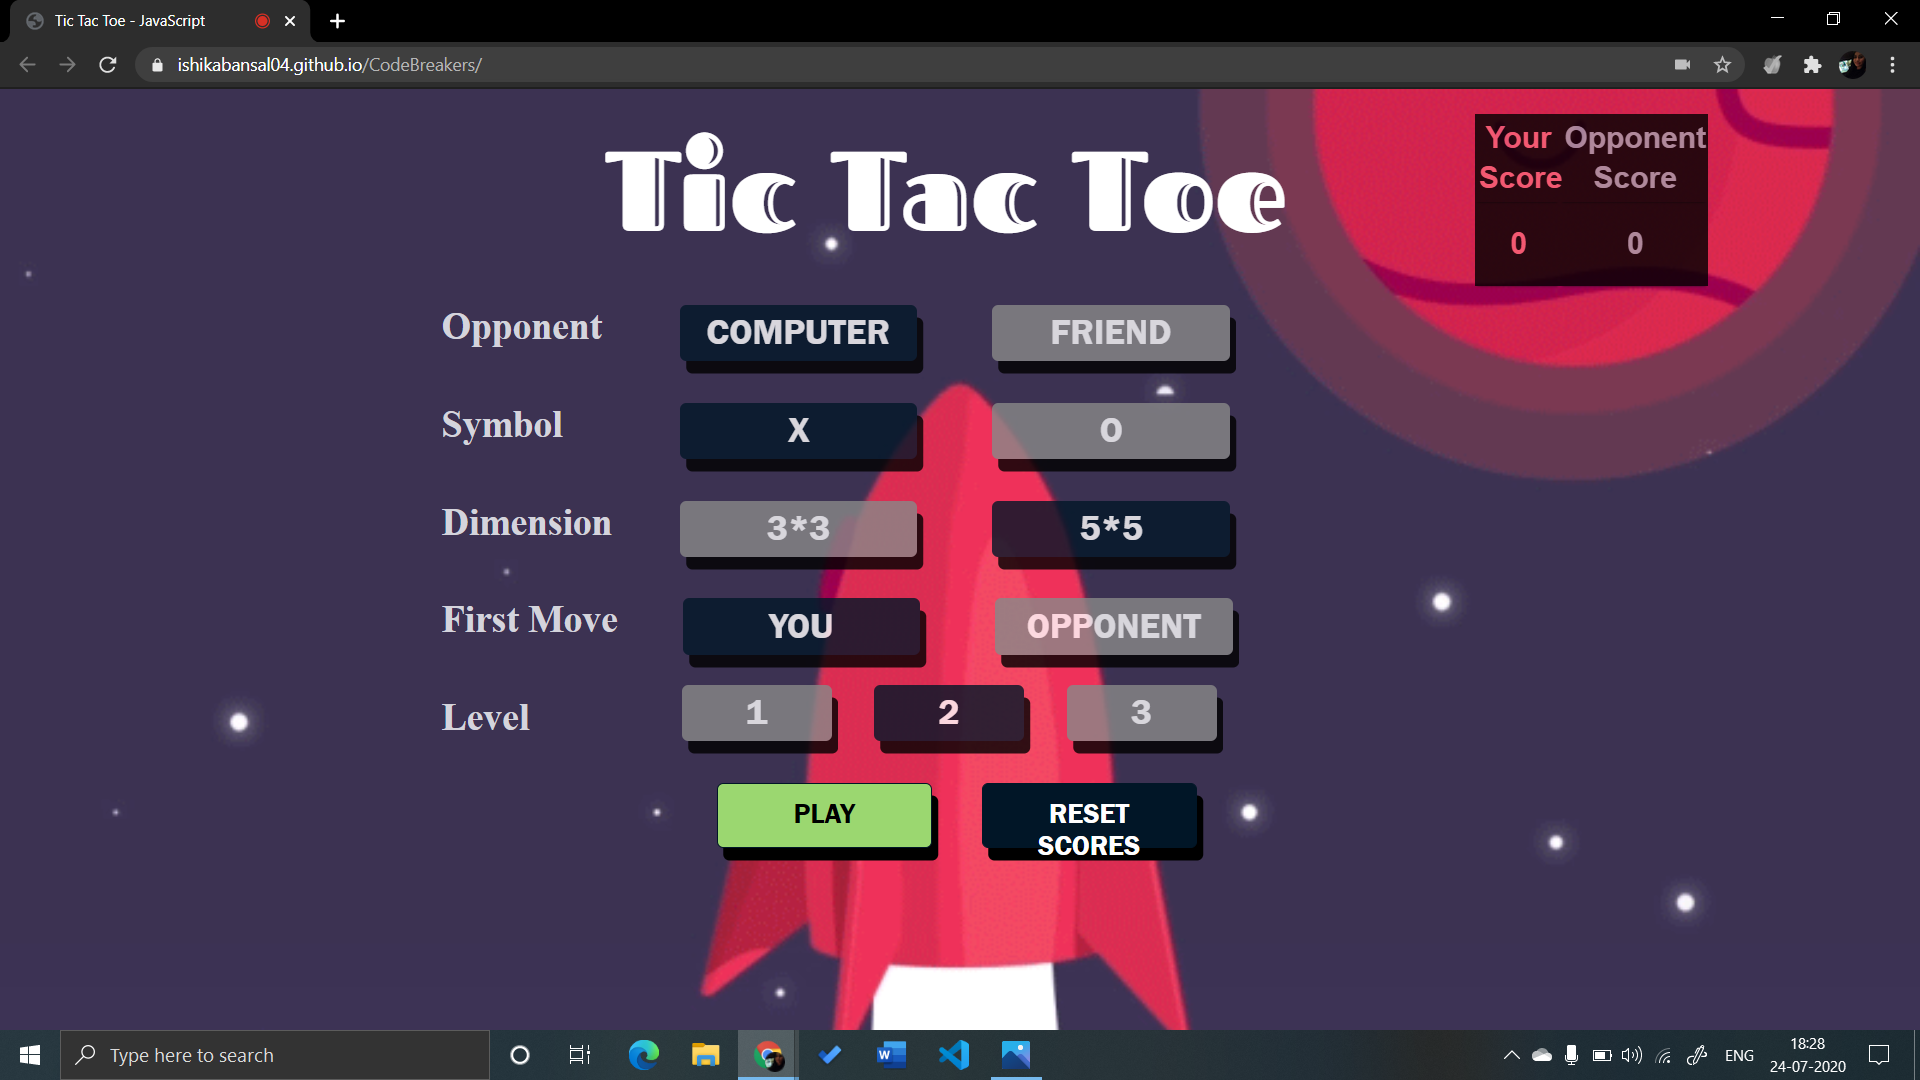 Tic Tac Toe - JavaScript
ishikabansal04.github.io/CodeBreakers/
Tic Tac Toe
Your Opponent
Score Score
0 0
Opponent COMPUTER FRIEND
Symbol X O
Dimension 3*3 5*5
First Move YOU OPPONENT
Level 1 2 3
PLAY RESET
SCORES
Type here to search
W
ENG
18:28
24-07-2020